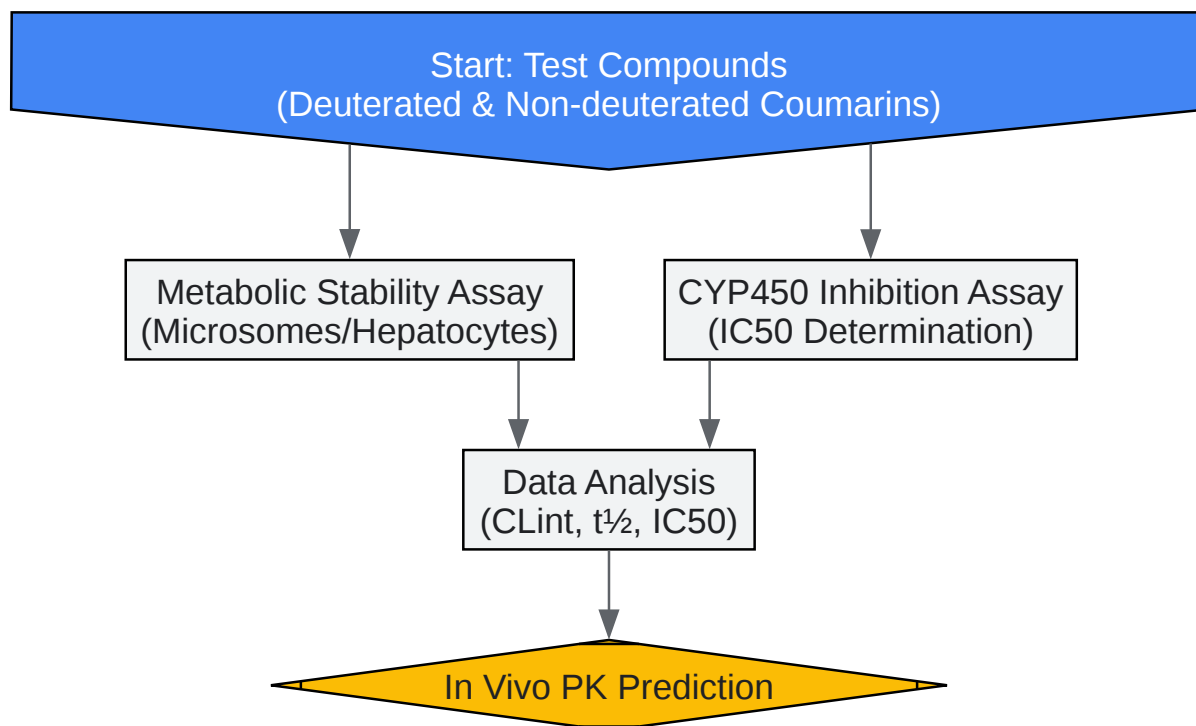 Start: Test Compounds
(Deuterated & Non-deuterated Coumarins)
Metabolic Stability Assay
(Microsomes/Hepatocytes)
CYP450 Inhibition Assay
(IC50 Determination)
Data Analysis
(CLint, t½, IC50)
In Vivo PK Prediction